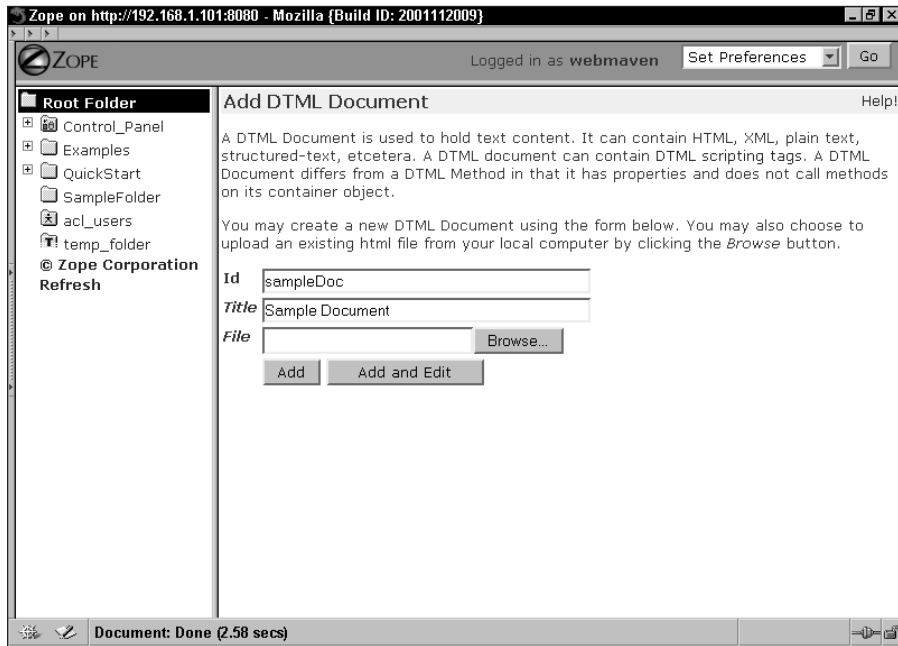 Zope on http://192.168.1.101:8080 - Mozilla {Build ID: 2001112009}
ZOPE
Logged in as webmaven
Set Preferences
Go
Root Folder
Control_Panel
Examples
QuickStart
SampleFolder
acl_users
temp_folder
© Zope Corporation
Refresh
Add DTML Document
Help!
A DTML Document is used to hold text content. It can contain HTML, XML, plain text,
structured-text, etcetera. A DTML document can contain DTML scripting tags. A DTML
Document differs from a DTML Method in that it has properties and does not call methods
on its container object.
You may create a new DTML Document using the form below. You may also choose to
upload an existing html file from your local computer by clicking the Browse button.
Id
sampleDoc
Title
Sample Document
File
Browse...
Add
Add and Edit
Document: Done (2.58 secs)